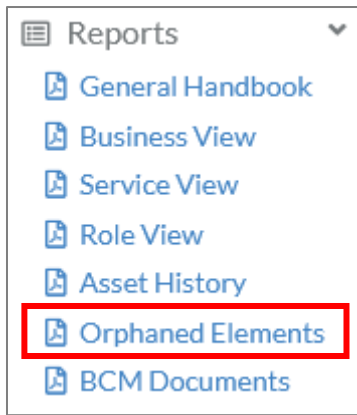 Reports
General Handbook
Business View
Service View
Role View
Asset History
Orphaned Elements
BCM Documents